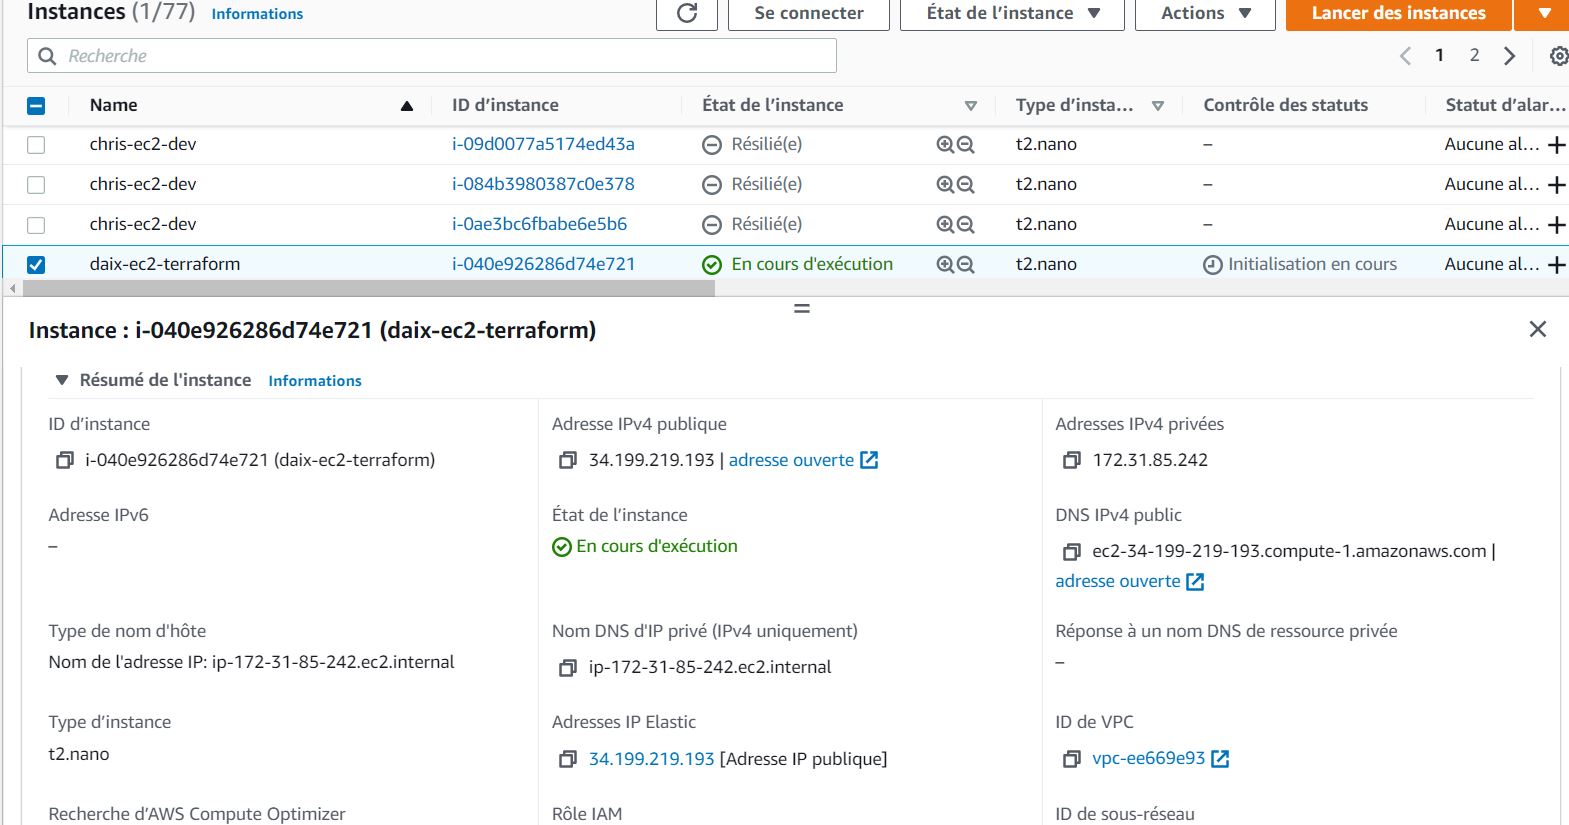 Instances (1/77) Informations
Se connecter
État de l'instance
Actions
Lancer des instances
Recherche
1 2
Name ID d'instance État de l'instance Type d'insta... Contrôle des statuts Statut d'alar...
chris-ec2-dev i-09d0077a5174ed43a Résilié(e) t2.nano – Aucune al...
chris-ec2-dev i-084b3980387c0e378 Résilié(e) t2.nano – Aucune al...
chris-ec2-dev i-0ae3bc6fbabe6e5b6 Résilié(e) t2.nano – Aucune al...
daix-ec2-terraform i-040e926286d74e721 En cours d'exécution t2.nano Initialisation en cours Aucune al...
Instance : i-040e926286d74e721 (daix-ec2-terraform)
Résumé de l'instance Informations
ID d'instance
i-040e926286d74e721 (daix-ec2-terraform)
Adresse IPv4 publique
34.199.219.193 | adresse ouverte
Adresses IPv4 privées
172.31.85.242
Adresse IPv6
–
État de l'instance
En cours d'exécution
DNS IPv4 public
ec2-34-199-219-193.compute-1.amazonaws.com |
adresse ouverte
Type de nom d'hôte
Nom de l'adresse IP: ip-172-31-85-242.ec2.internal
Nom DNS d'IP privé (IPv4 uniquement)
ip-172-31-85-242.ec2.internal
Réponse à un nom DNS de ressource privée
–
Type d'instance
t2.nano
Adresses IP Elastic
34.199.219.193 [Adresse IP publique]
ID de VPC
vpc-ee669e93
Recherche d'AWS Compute Optimizer
Rôle IAM
ID de sous-réseau